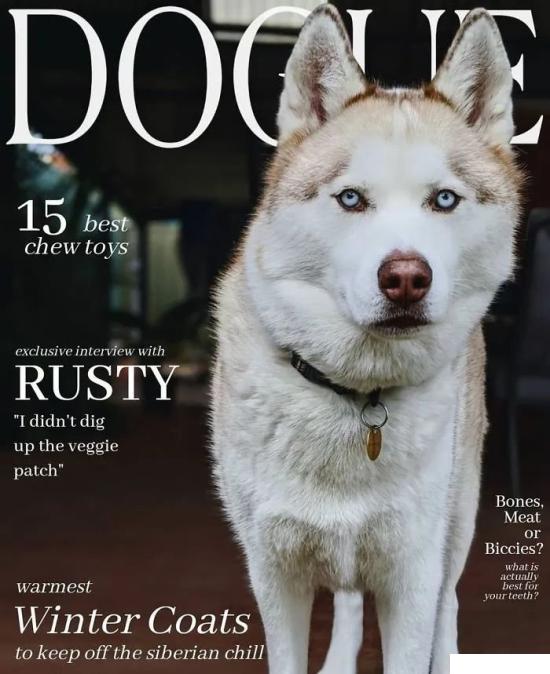 DOGUE
15 best
chew toys
exclusive interview with
RUSTY
"I didn't dig
up the veggie
patch"
Bones,
Meat
or
Biccies?
what is
actually
best for
your teeth?
warmest
Winter Coats
to keep off the siberian chill